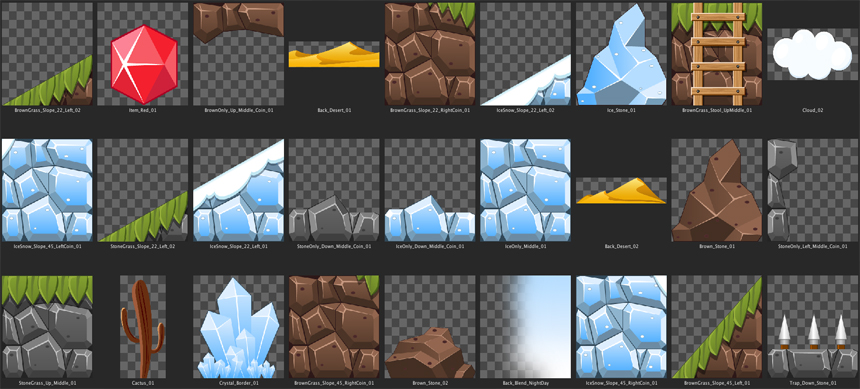 BrownGrass_Slope_22_Left_02
Item_Red_01
BrownOnly_Up_Middle_Coin_01
Back_Desert_01
BrownGrass_Slope_22_RightCoin_01
IceSnow_Slope_22_Left_02
Ice_Stone_01
BrownGrass_Stool_UpMiddle_01
Cloud_02
IceSnow_Slope_45_LeftCoin_01
StoneGrass_Slope_22_Left_02
IceSnow_Slope_22_Left_01
StoneOnly_Down_Middle_Coin_01
IceOnly_Down_Middle_Coin_01
IceOnly_Middle_01
Back_Desert_02
Brown_Stone_01
StoneOnly_Left_Middle_Coin_01
StoneGrass_Up_Middle_01
Cactus_01
Crystal_Border_01
BrownGrass_Slope_45_RightCoin_01
Brown_Stone_02
Back_Blend_NightDay
IceSnow_Slope_45_RightCoin_01
BrownGrass_Slope_45_Left_01
Trap_Down_Stone_01